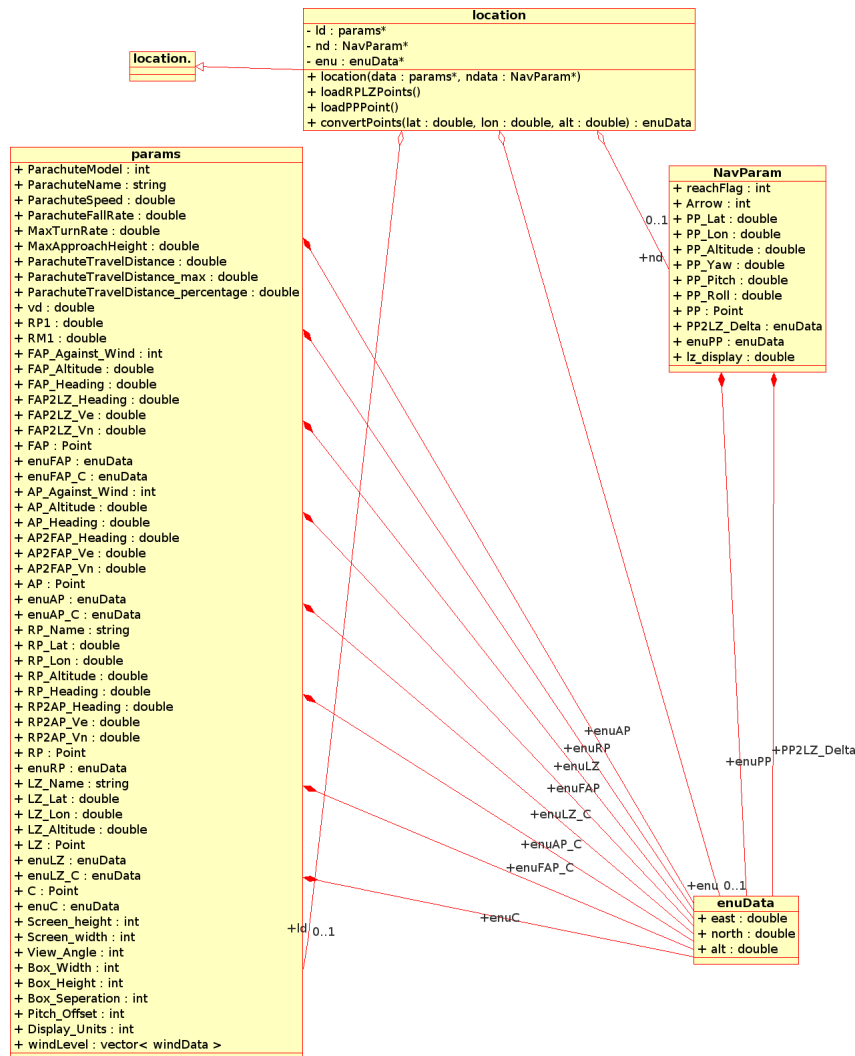 location
- ld : params*
- nd : NavParam*
- enu : enuData*
+ location(data : params*, ndata : NavParam*)
+ loadRPLZPoints()
+ loadPPPoint()
+ convertPoints(lat : double, lon : double, alt : double) : enuData
location.
params
+ ParachuteModel : int
+ ParachuteName : string
+ ParachuteSpeed : double
+ ParachuteFallRate : double
+ MaxTurnRate : double
+ MaxApproachHeight : double
+ ParachuteTravelDistance : double
+ ParachuteTravelDistance_max : double
+ ParachuteTravelDistance_percentage : double
+ vd : double
+ RP1 : double
+ RM1 : double
+ FAP_Against_Wind : int
+ FAP_Altitude : double
+ FAP_Heading : double
+ FAP2LZ_Heading : double
+ FAP2LZ_Ve : double
+ FAP2LZ_Vn : double
+ FAP : Point
+ enuFAP : enuData
+ enuFAP_C : enuData
+ AP_Against_Wind : int
+ AP_Altitude : double
+ AP_Heading : double
+ AP2FAP_Heading : double
+ AP2FAP_Ve : double
+ AP2FAP_Vn : double
+ AP : Point
+ enuAP : enuData
+ enuAP_C : enuData
+ RP_Name : string
+ RP_Lat : double
+ RP_Lon : double
+ RP_Altitude : double
+ RP_Heading : double
+ RP2AP_Heading : double
+ RP2AP_Ve : double
+ RP2AP_Vn : double
+ RP : Point
+ enuRP : enuData
+ LZ_Name : string
+ LZ_Lat : double
+ LZ_Lon : double
+ LZ_Altitude : double
+ LZ : Point
+ enuLZ : enuData
+ enuLZ_C : enuData
+ C : Point
+ enuC : enuData
+ Screen_height : int
+ Screen_width : int
+ View_Angle : int
+ Box_Width : int
+ Box_Height : int
+ Box_Seperation : int
+ Pitch_Offset : int
+ Display_Units : int
+ windLevel : vector< windData >
NavParam
+ reachFlag : int
+ Arrow : int
+ PP_Lat : double
+ PP_Lon : double
+ PP_Altitude : double
+ PP_Yaw : double
+ PP_Pitch : double
+ PP_Roll : double
+ PP : Point
+ PP2LZ_Delta : enuData
+ enuPP : enuData
+ lz_display : double
0..1
+nd
+enuAP
+enuRP
+enuLZ
+enuFAP
+enuLZ_C
+enuAP_C
+enuFAP_C
+enuC
+PP2LZ_Delta
+enuPP
+ld 0..1
+enu 0..1
enuData
+ east : double
+ north : double
+ alt : double